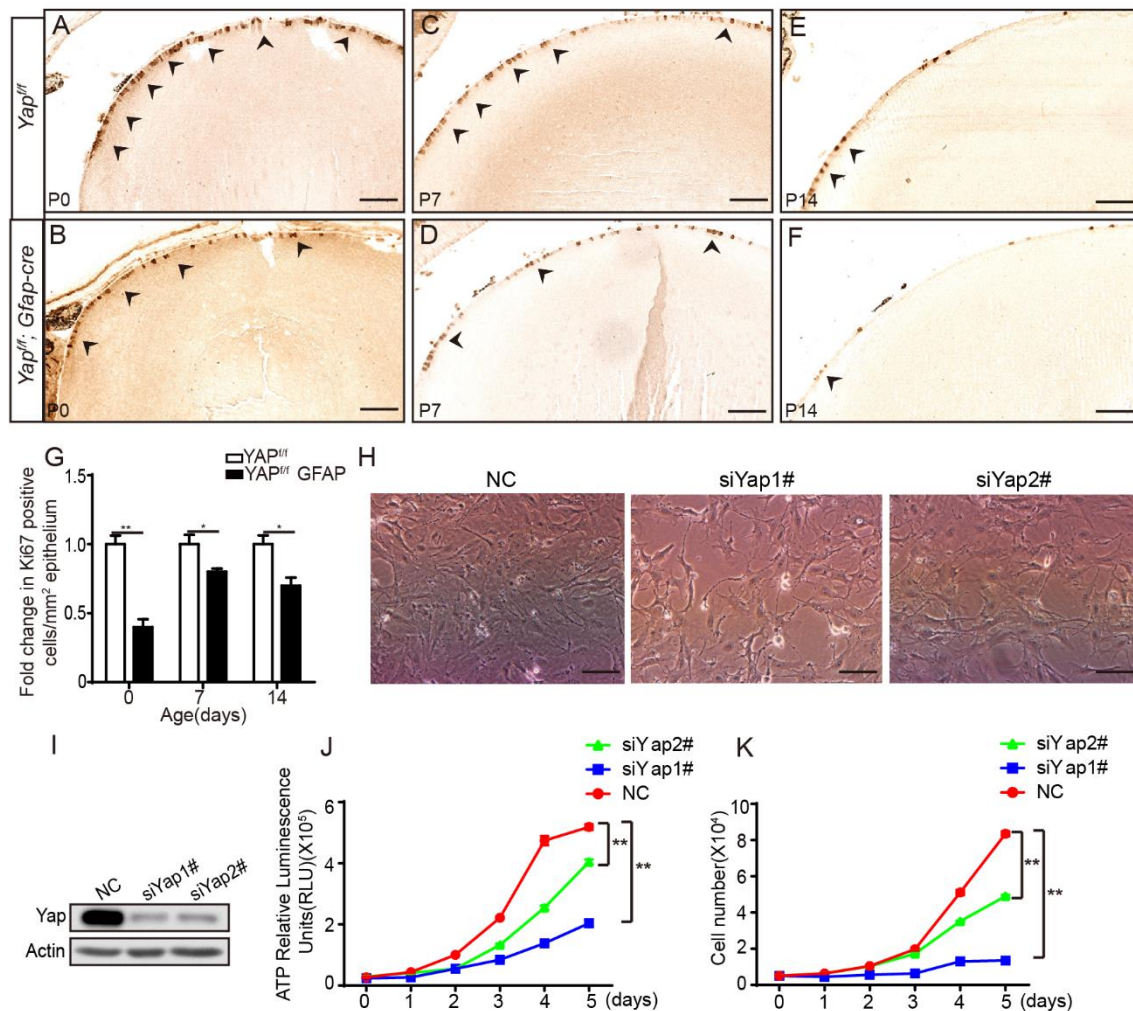 A
C
E
Yap^f/f
P0
P7
P14
B
D
F
Yap^f/f; Gfap-cre
P0
P7
P14
G
YAP^f/f
YAP^f/f GFAP
**
*
*
Fold change in Ki67 positive
cells/mm² epithelium
1.0
0.5
0
0
7
14
Age(days)
H
NC
siYap1#
siYap2#
I
NC
siYap1#
siYap2#
Yap
Actin
J
siYap2#
siYap1#
NC
ATP Relative Luminescence
Units(RLU)(X10⁵)
6
4
2
0
**
**
0 1 2 3 4 5 (days)
K
siYap2#
siYap1#
NC
Cell number(X10⁴)
8
6
4
2
0
**
**
0 1 2 3 4 5 (days)